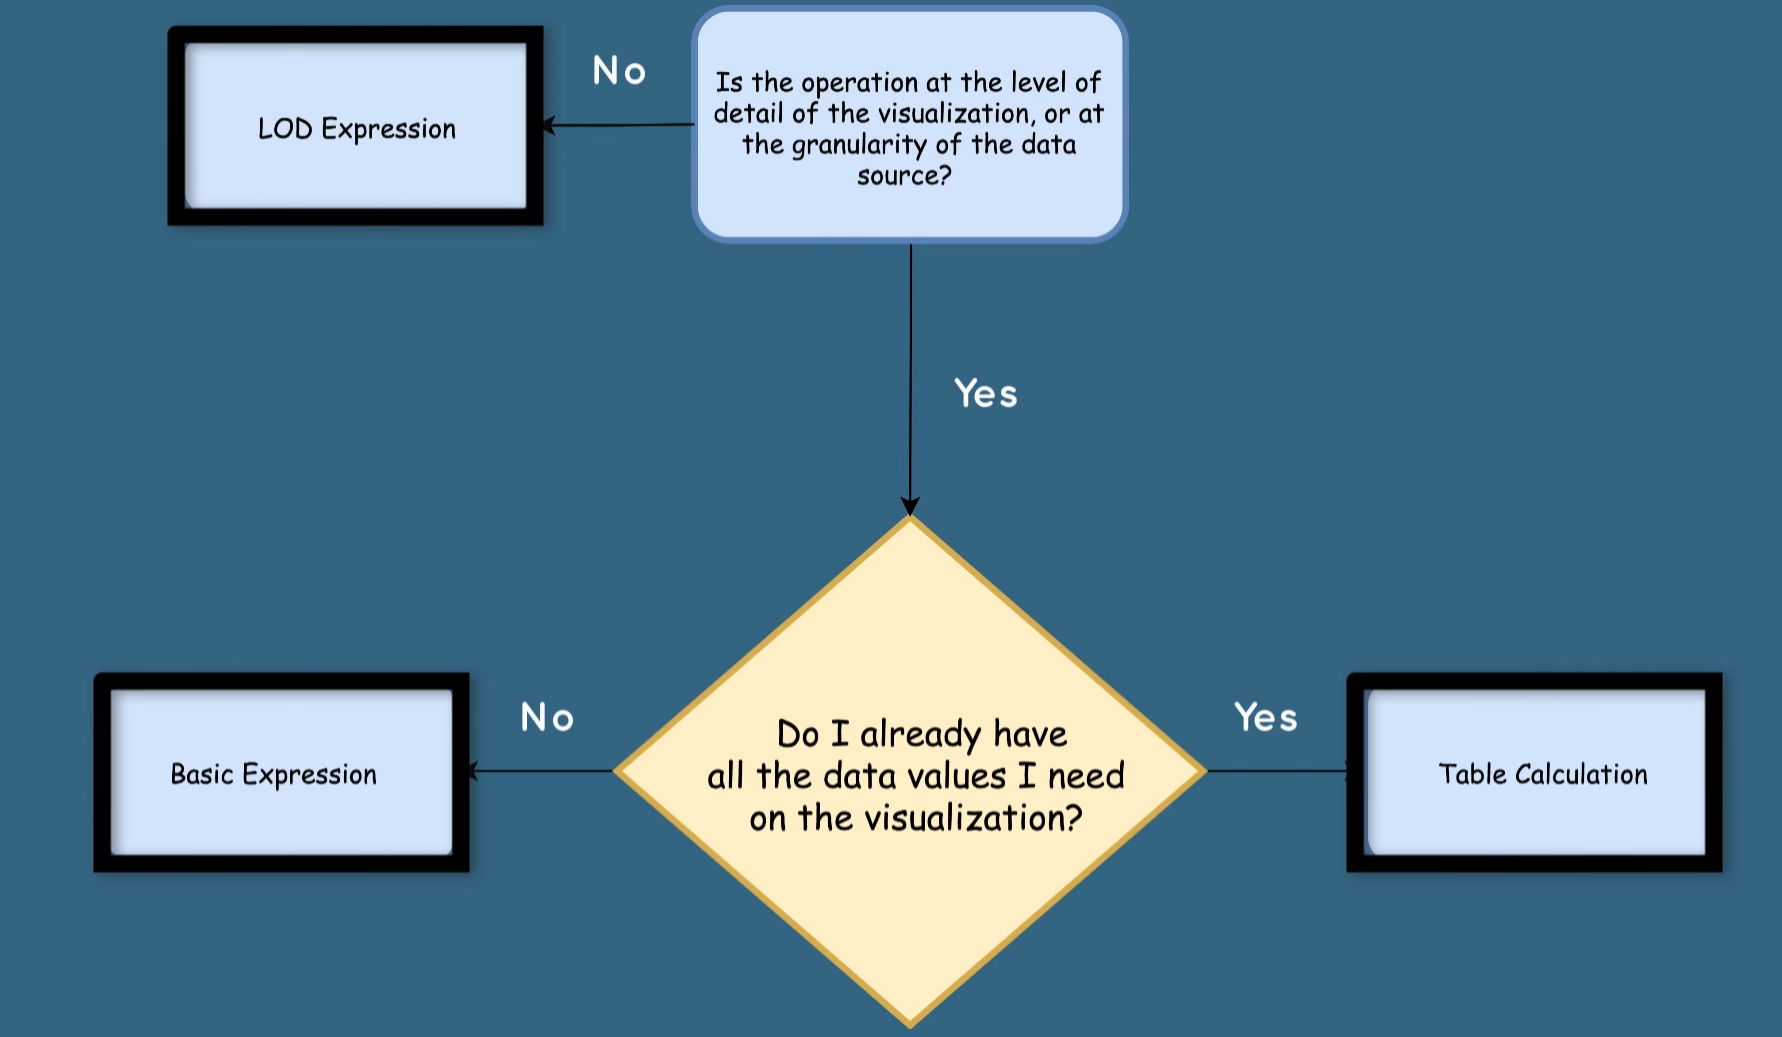 No
Is the operation at the level of
detail of the visualization, or at
the granularity of the data
source?
LOD Expression
Yes
Do I already have
all the data values I need
on the visualization?
No
Basic Expression
Yes
Table Calculation